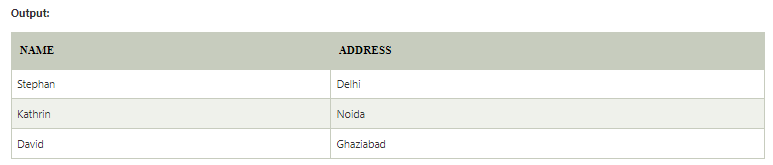 Output:
NAME ADDRESS
Stephan Delhi
Kathrin Noida
David Ghaziabad